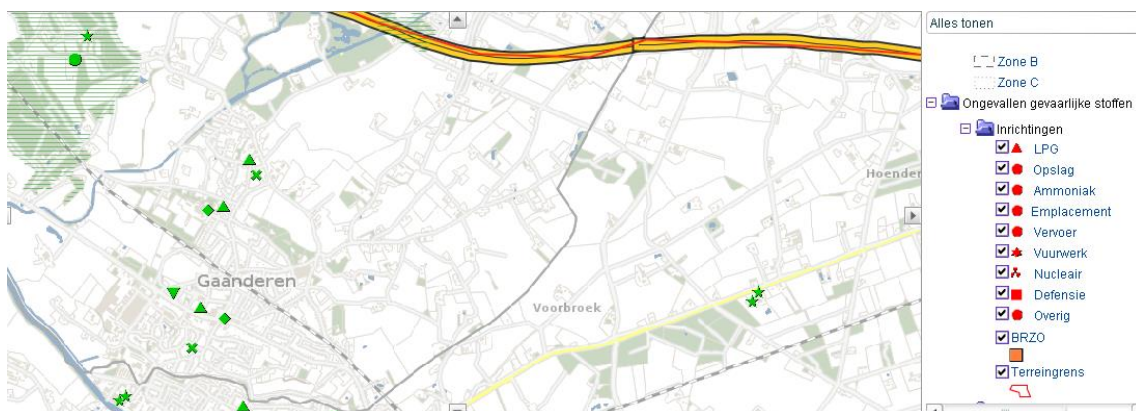 Alles tonen
Zone B
Zone C
Ongevallen gevaarlijke stoffen
Inrichtingen
LPG
Opslag
Ammoniak
Emplacement
Vervoer
Vuurwerk
Nucleair
Defensie
Overig
BRZO
Terreingrens
Hoender
Gaanderen
Voorbroek